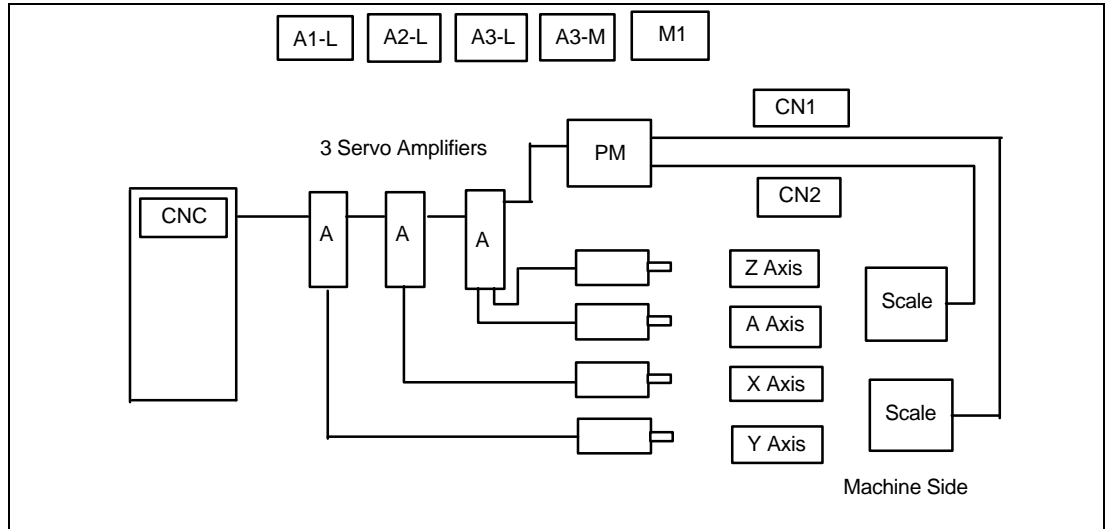 A1-L A2-L A3-L A3-M M1
CN1
3 Servo Amplifiers
PM
CN2
CNC
A A A
Z Axis
Scale
A Axis
X Axis
Scale
Y Axis
Machine Side